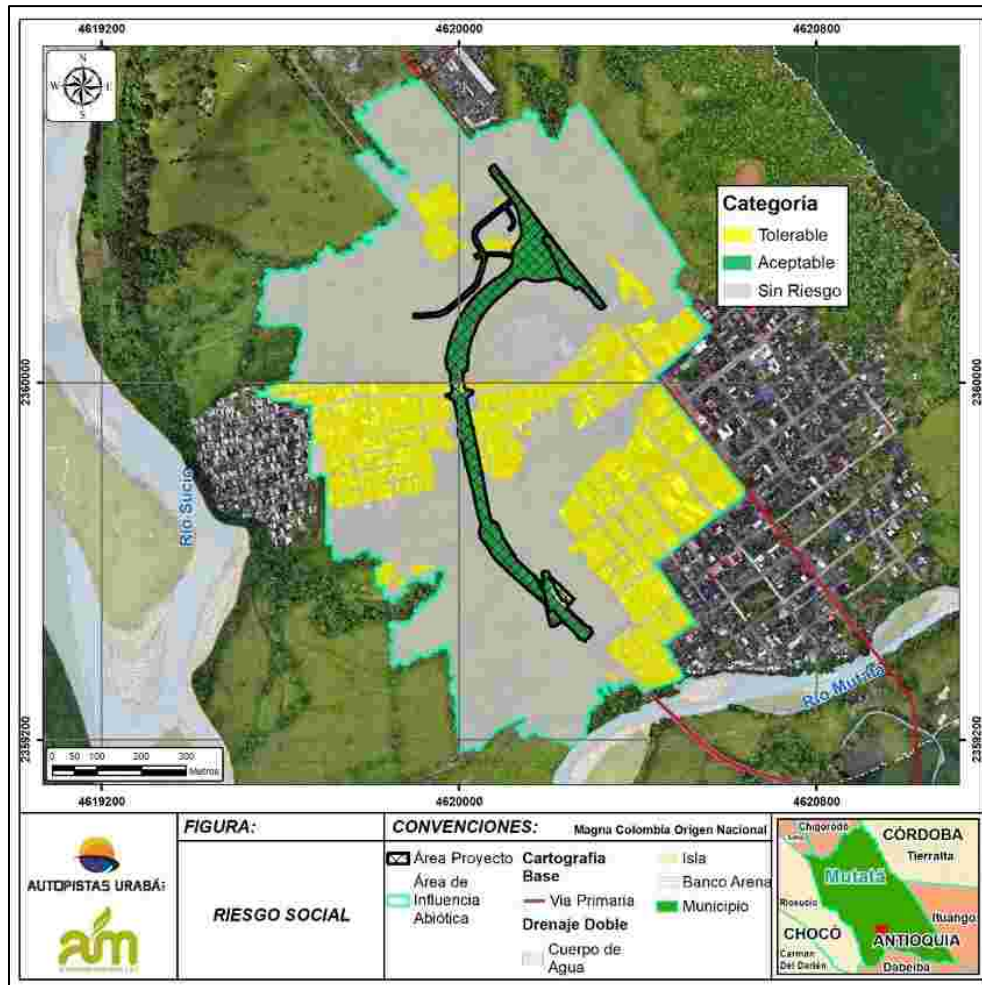 4619200 4620000 4620800
N
W E
S
Categoría
Tolerable
Aceptable
Sin Riesgo
2360000
2360000
Río Sucio
Río Mutatá
2359200
2359200
0 50 100 200 300
Metros
4619200 4620000 4620800
AUTOPISTAS URABÁ
aim
FIGURA:
RIESGO SOCIAL
CONVENCIONES:
Magna Colombia Origen Nacional
Área Proyecto
Área de
Influencia
Abiótica
Cartografía
Base
Vía Primaria
Drenaje Doble
Cuerpo de
Agua
Isla
Banco Arena
Municipio
Chigorodó
CÓRDOBA
Tierralta
Mutatá
Riosucio
Ituango
CHOCÓ
ANTIOQUIA
Carmen
Del Darién
Dabeiba